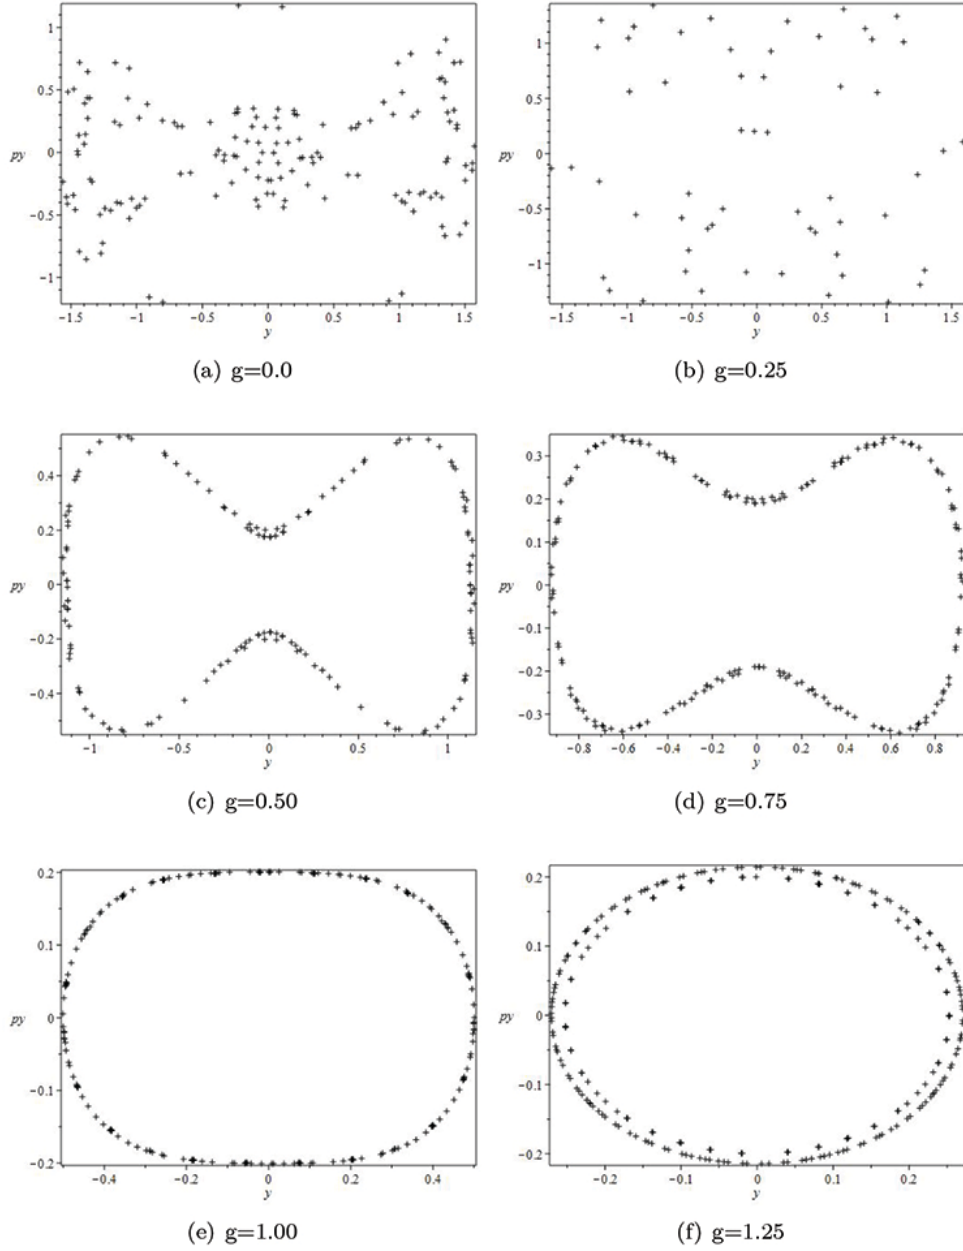 1
0.5
py 0
−0.5
−1
−1.5 −1 −0.5 0 0.5 1 1.5
y
1
0.5
py 0
−0.5
−1
−1.5 −1 −0.5 0 0.5 1 1.5
y
(a) g=0.0
(b) g=0.25
0.4
0.2
py 0
−0.2
−0.4
−1 −0.5 0 0.5 1
y
0.3
0.2
0.1
py 0
−0.1
−0.2
−0.3
−0.8 −0.6 −0.4 −0.2 0 0.2 0.4 0.6 0.8
y
(c) g=0.50
(d) g=0.75
0.2
0.1
py 0
−0.1
−0.2
−0.4 −0.2 0 0.2 0.4
y
0.2
0.1
py 0
−0.1
−0.2
−0.2 −0.1 0 0.1 0.2
y
(e) g=1.00
(f) g=1.25